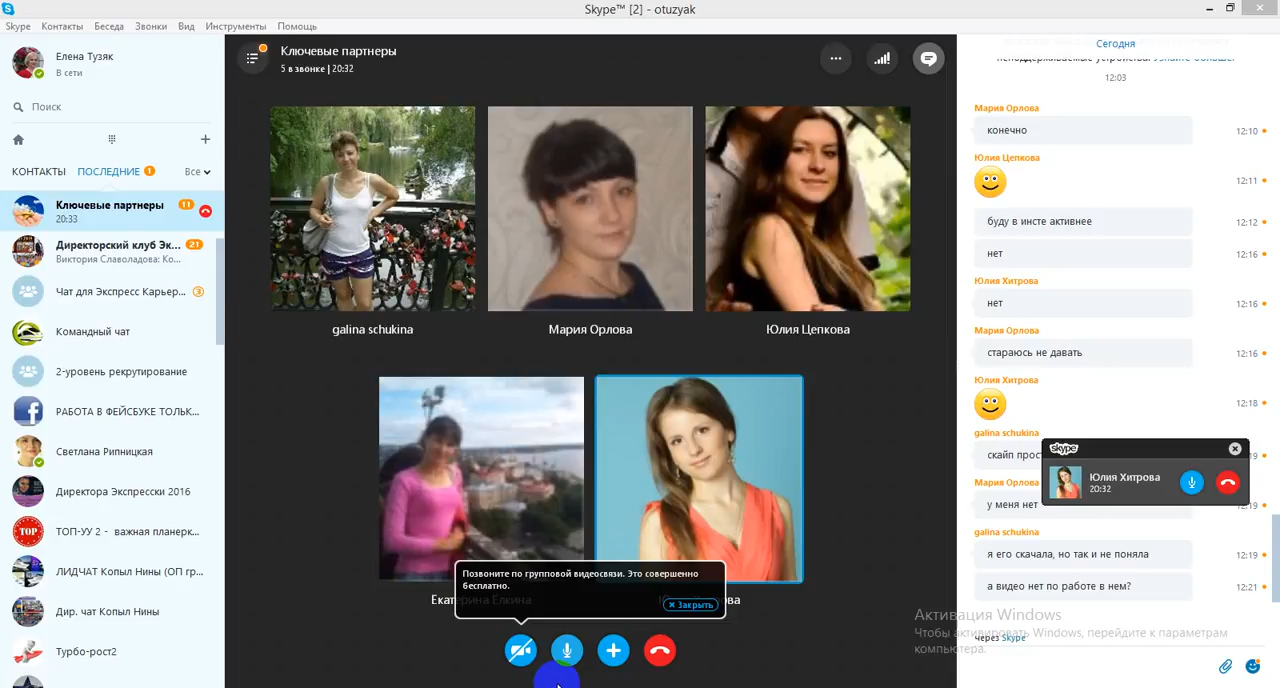 Skype™ [2] - otuzyak
Skype Контакты Беседа Звонки Вид Инструменты Помощь
Елена Тузяк
В сети
Поиск
КОНТАКТЫ ПОСЛЕДНИЕ 1 Все
Ключевые партнеры 11
20:33
Директорский клуб Эк... 21
Виктория Славоладова: Ко...
Чат для Экспресс Карьер... 3
Командный чат
2-уровень рекрутирование
РАБОТА В ФЕЙСБУКЕ ТОЛЬК...
Светлана Рипницкая
Директора Экспресски 2016
TOP
ТОП-УУ 2 - важная планерк...
ЛИДЧАТ Копыл Нины (ОП гр...
Дир. чат Копыл Нины
Турбо-рост2
Ключевые партнеры
5 в звонке | 20:32
galina schukina
Мария Орлова
Юлия Цепкова
Екатерина Елкина
Позвоните по групповой видеосвязи. Это совершенно
бесплатно.
Закрыть
Сегодня
неподдерживаемые устройства.
12:03
Мария Орлова
конечно 12:10
Юлия Цепкова
12:11
буду в инсте активнее 12:12
нет 12:16
Юлия Хитрова
нет 12:16
Мария Орлова
стараюсь не давать 12:16
Юлия Хитрова
12:18
galina schukina
скайп
skype
Юлия Хитрова
20:32
Мария Орлова
у меня нет
galina schukina
я его скачала, но так и не поняла 12:19
а видео нет по работе в нем? 12:21
Активация Windows
Чтобы активировать Windows, перейдите к параметрам
компьютера.
через Skype